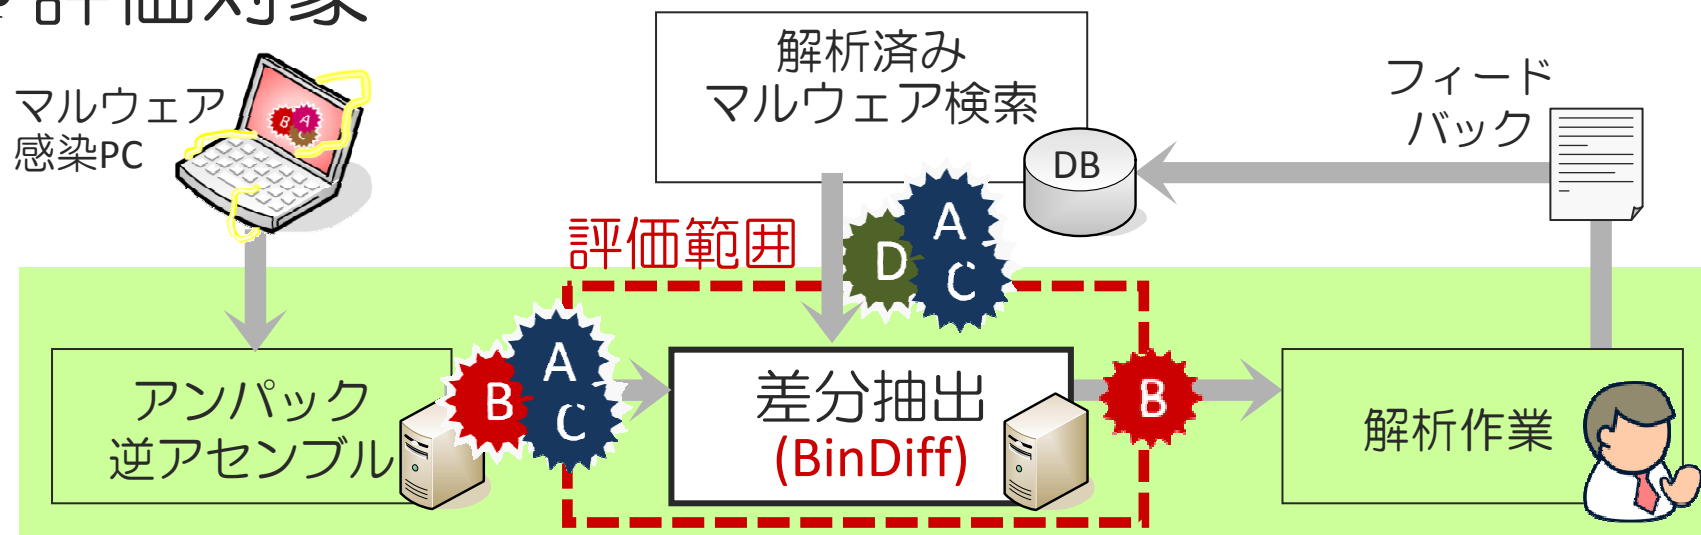 評価対象
マルウェア
感染PC
B
A
C
解析済み
マルウェア検索
DB
フィード
バック
評価範囲
D
A
C
アンパック
逆アセンブル
B
A
C
差分抽出
(BinDiff)
B
解析作業